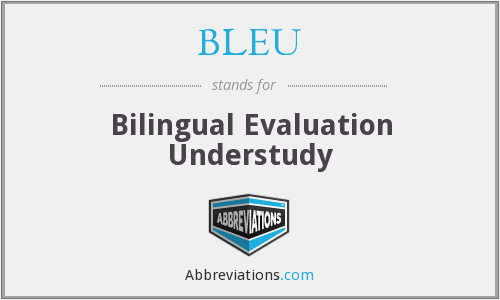 BLEU
stands for
Bilingual Evaluation
Understudy
ABBREVIATIONS
Abbreviations.com